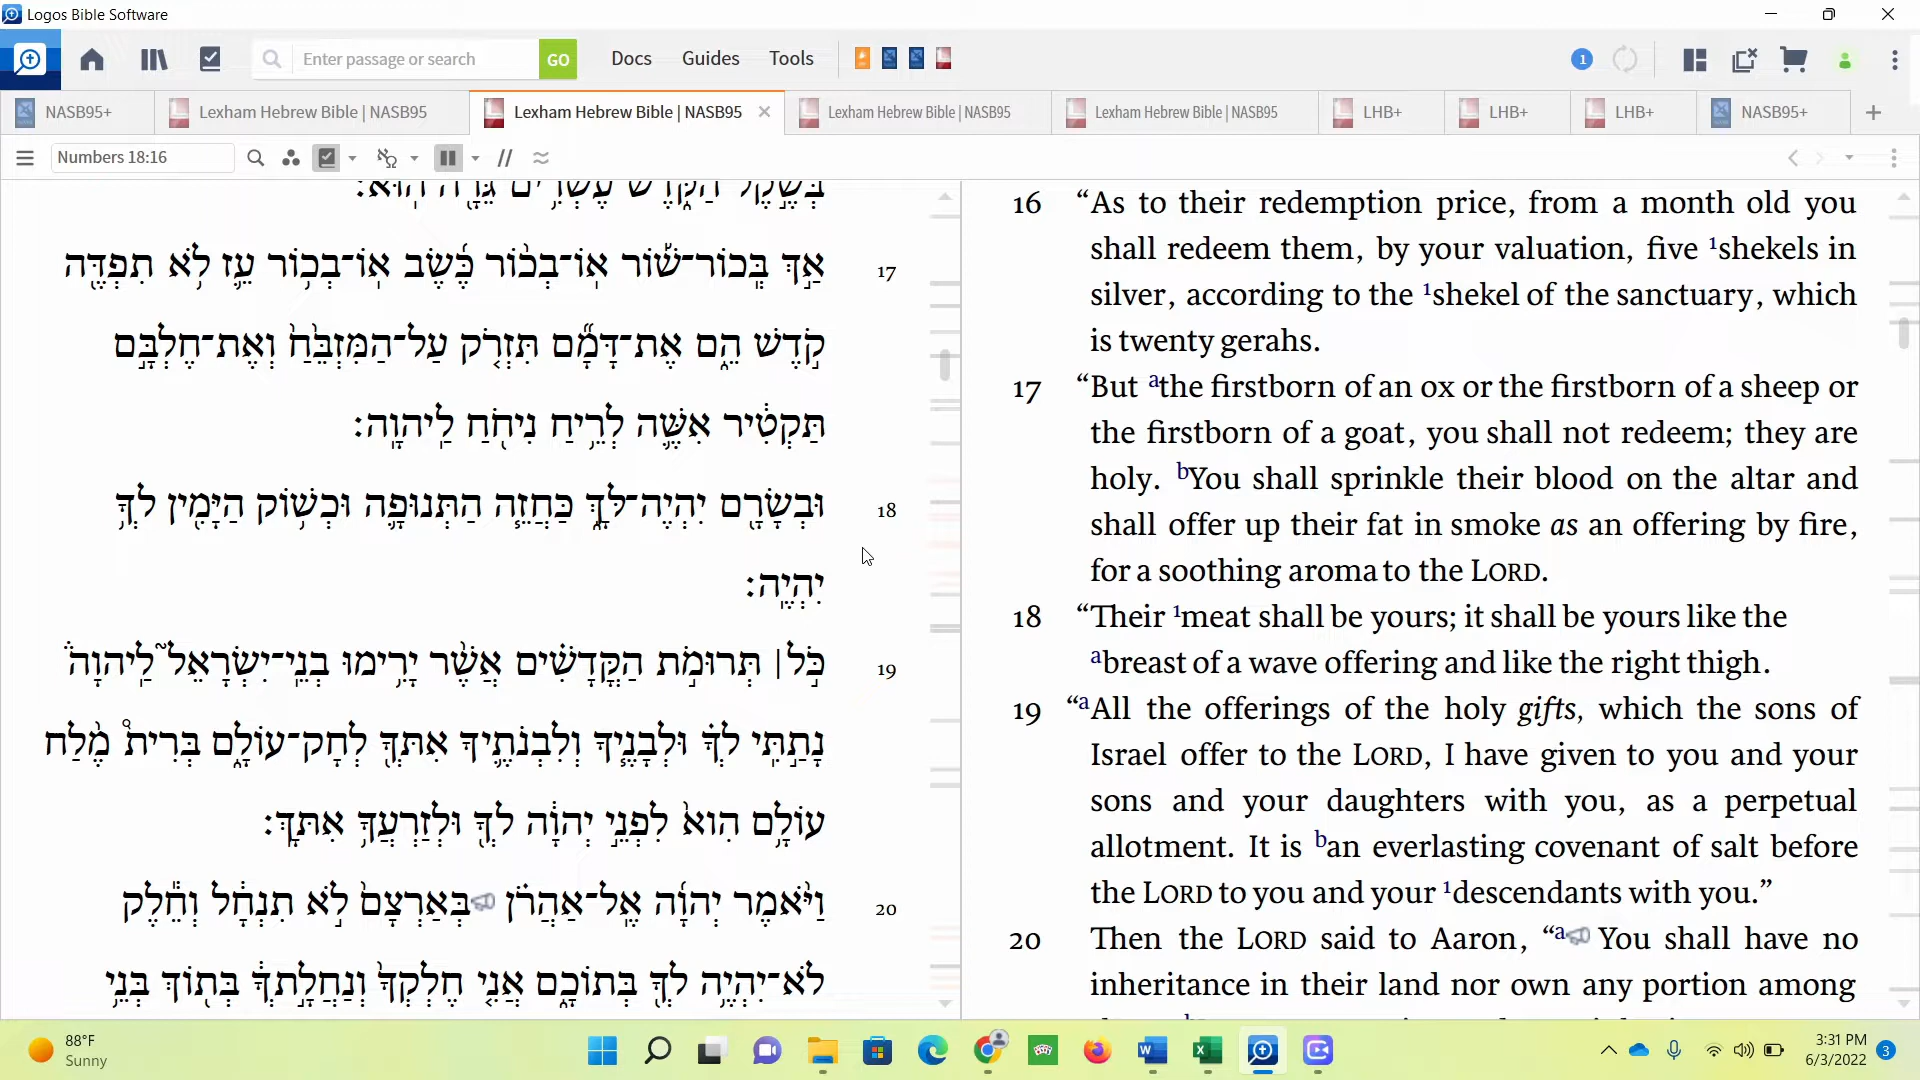 Logos Bible Software
Enter passage or search
GO
Docs
Guides
Tools
1
NASB95+
Lexham Hebrew Bible | NASB95
Lexham Hebrew Bible | NASB95
Lexham Hebrew Bible | NASB95
Lexham Hebrew Bible | NASB95
LHB+
LHB+
LHB+
NASB95+
Numbers 18:16
בְּשֶׁ֣קֶל הַקֹּ֑דֶשׁ עֶשְׂרִ֥ים גֵּרָ֖ה הֽוּא׃
17 אַ֣ךְ בְּֽכוֹר־שׁ֡וֹר אֽוֹ־בְכ֨וֹר כֶּ֜שֶׂב אֽוֹ־בְכ֥וֹר עֵ֛ז לֹ֥א תִפְדֶּ֖ה
קֹ֣דֶשׁ הֵ֑ם אֶת־דָּמָ֞ם תִּזְרֹ֤ק עַל־הַמִּזְבֵּ֙חַ֙ וְאֶת־חֶלְבָּ֣ם
תַּקְטִ֔יר אִשֶּׁ֛ה לְרֵ֥יחַ נִיחֹ֖חַ לַֽיהוָֽה׃
18 וּבְשָׂרָ֖ם יִהְיֶה־לָּ֑ךְ כַּחֲזֵ֧ה הַתְּנוּפָ֛ה וּכְשׁ֥וֹק הַיָּמִ֖ין לְךָ֥
יִהְיֶֽה׃
19 כֹּ֣ל ׀ תְּרוּמֹ֣ת הַקֳּדָשִׁ֗ים אֲשֶׁ֨ר יָרִ֥ימוּ בְנֵֽי־יִשְׂרָאֵל֮ לַֽיהוָה֒
נָתַ֣תִּֽי לְךָ֗ וּלְבָנֶ֧יךָ וְלִבְנֹתֶ֛יךָ אִתְּךָ֖ לְחָק־עוֹלָ֑ם בְּרִית֩ מֶ֨לַח
עוֹלָ֥ם הִוא֙ לִפְנֵ֣י יְהוָ֔ה לְךָ֖ וּלְזַרְעֲךָ֥ אִתָּֽךְ׃
20 וַיֹּ֨אמֶר יְהוָ֜ה אֶֽל־אַהֲרֹ֗ן בְּאַרְצָם֙ לֹ֣א תִנְחָ֔ל וְחֵ֕לֶק
לֹא־יִהְיֶ֥ה לְךָ֖ בְּתוֹכָ֑ם אֲנִ֤י חֶלְקְךָ֙ וְנַחֲלָ֣תְךָ֔ בְּת֖וֹךְ בְּנֵ֥י
16 “As to their redemption price, from a month old you
shall redeem them, by your valuation, five 1shekels in
silver, according to the 1shekel of the sanctuary, which
is twenty gerahs.
17 “But athe firstborn of an ox or the firstborn of a sheep or
the firstborn of a goat, you shall not redeem; they are
holy. bYou shall sprinkle their blood on the altar and
shall offer up their fat in smoke as an offering by fire,
for a soothing aroma to the LORD.
18 “Their 1meat shall be yours; it shall be yours like the
abreast of a wave offering and like the right thigh.
19 “aAll the offerings of the holy gifts, which the sons of
Israel offer to the LORD, I have given to you and your
sons and your daughters with you, as a perpetual
allotment. It is ban everlasting covenant of salt before
the LORD to you and your 1descendants with you.”
20 Then the LORD said to Aaron, “aYou shall have no
inheritance in their land nor own any portion among
88°F
Sunny
3:31 PM
6/3/2022
3